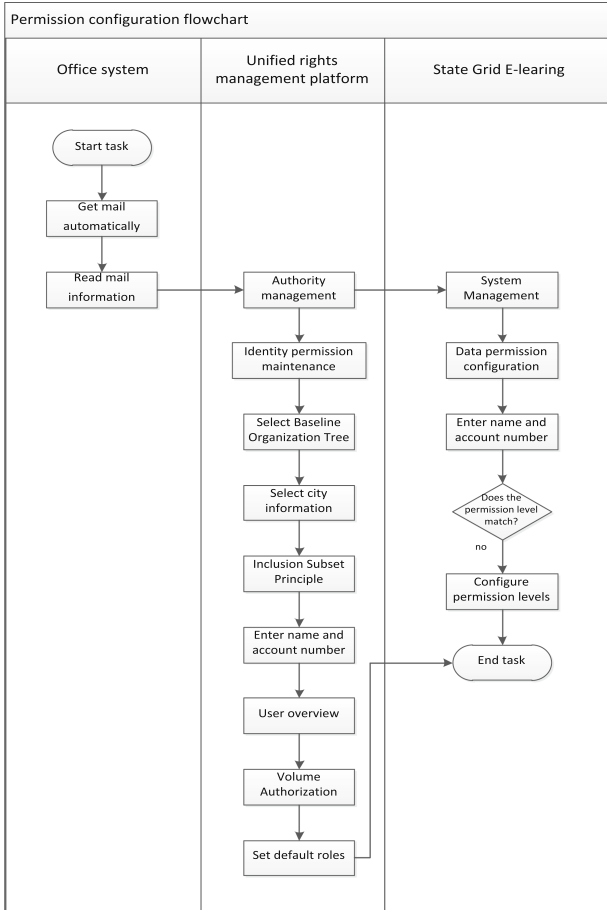 Permission configuration flowchart
Office system
Unified rights
management platform
State Grid E-learing
Start task
Get mail
automatically
Read mail
information
Authority
management
Identity permission
maintenance
Select Baseline
Organization Tree
Select city
information
Inclusion Subset
Principle
Enter name and
account number
User overview
Volume
Authorization
Set default roles
System
Management
Data permission
configuration
Enter name and
account number
Does the
permission level
match?
no
Configure
permission levels
End task